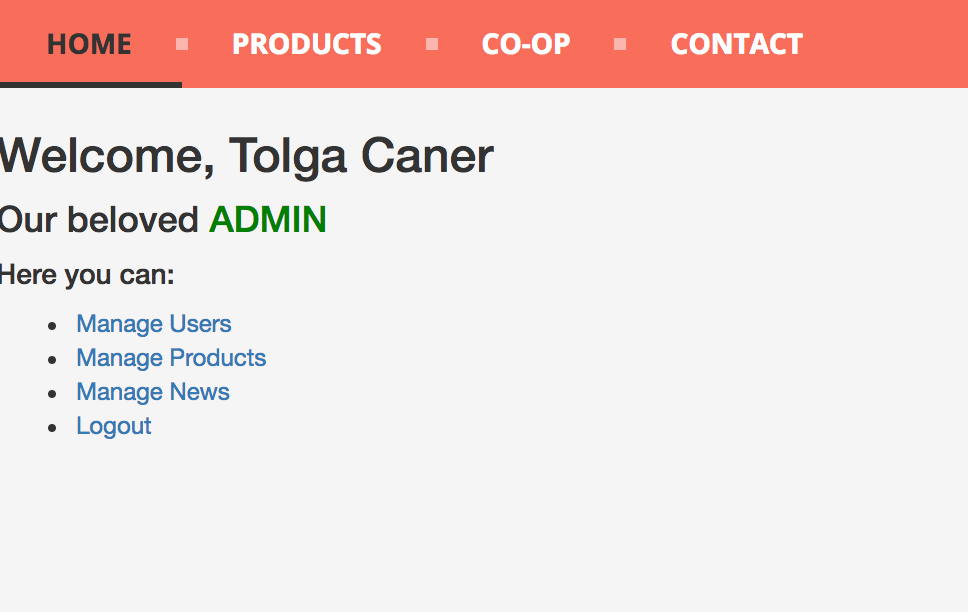 HOME PRODUCTS CO-OP CONTACT
Welcome, Tolga Caner
Our beloved ADMIN
Here you can:
Manage Users
Manage Products
Manage News
Logout